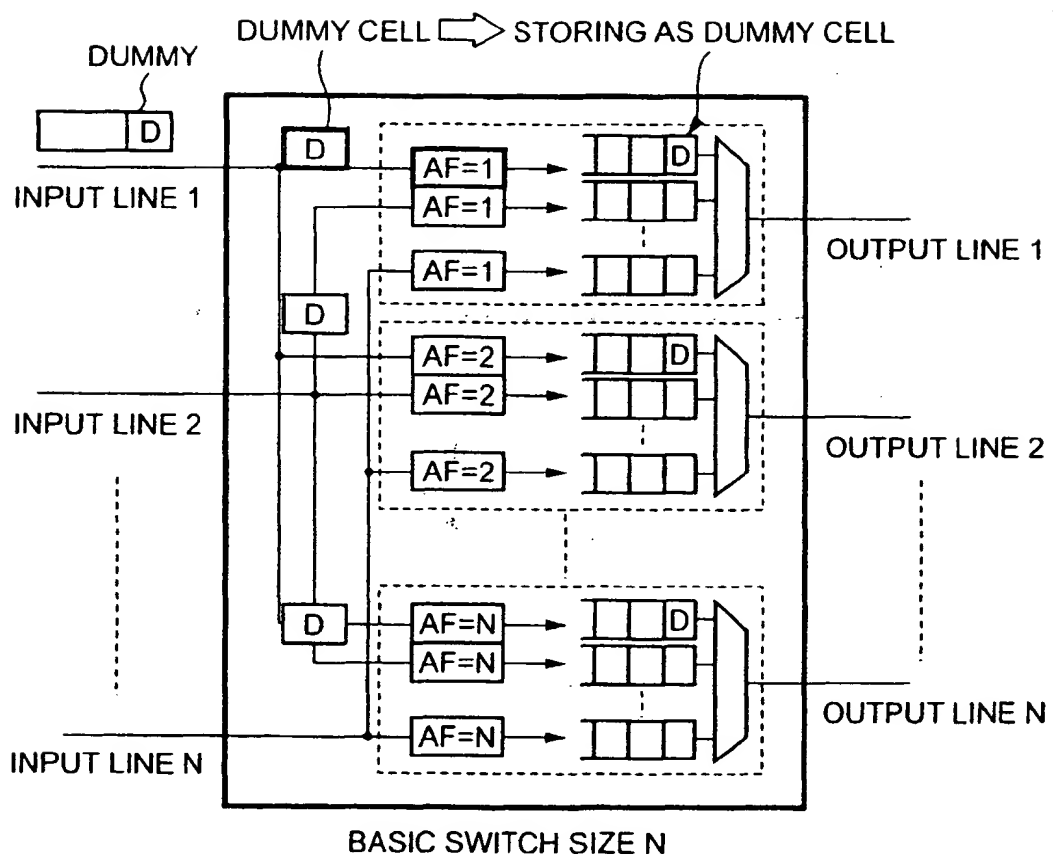 DUMMY CELL STORING AS DUMMY CELL
DUMMY
D
D
D
INPUT LINE 1
AF=1
AF=1
AF=1
OUTPUT LINE 1
D
AF=2
D
AF=2
INPUT LINE 2
AF=2
OUTPUT LINE 2
D
AF=N
D
AF=N
INPUT LINE N
AF=N
OUTPUT LINE N
BASIC SWITCH SIZE N